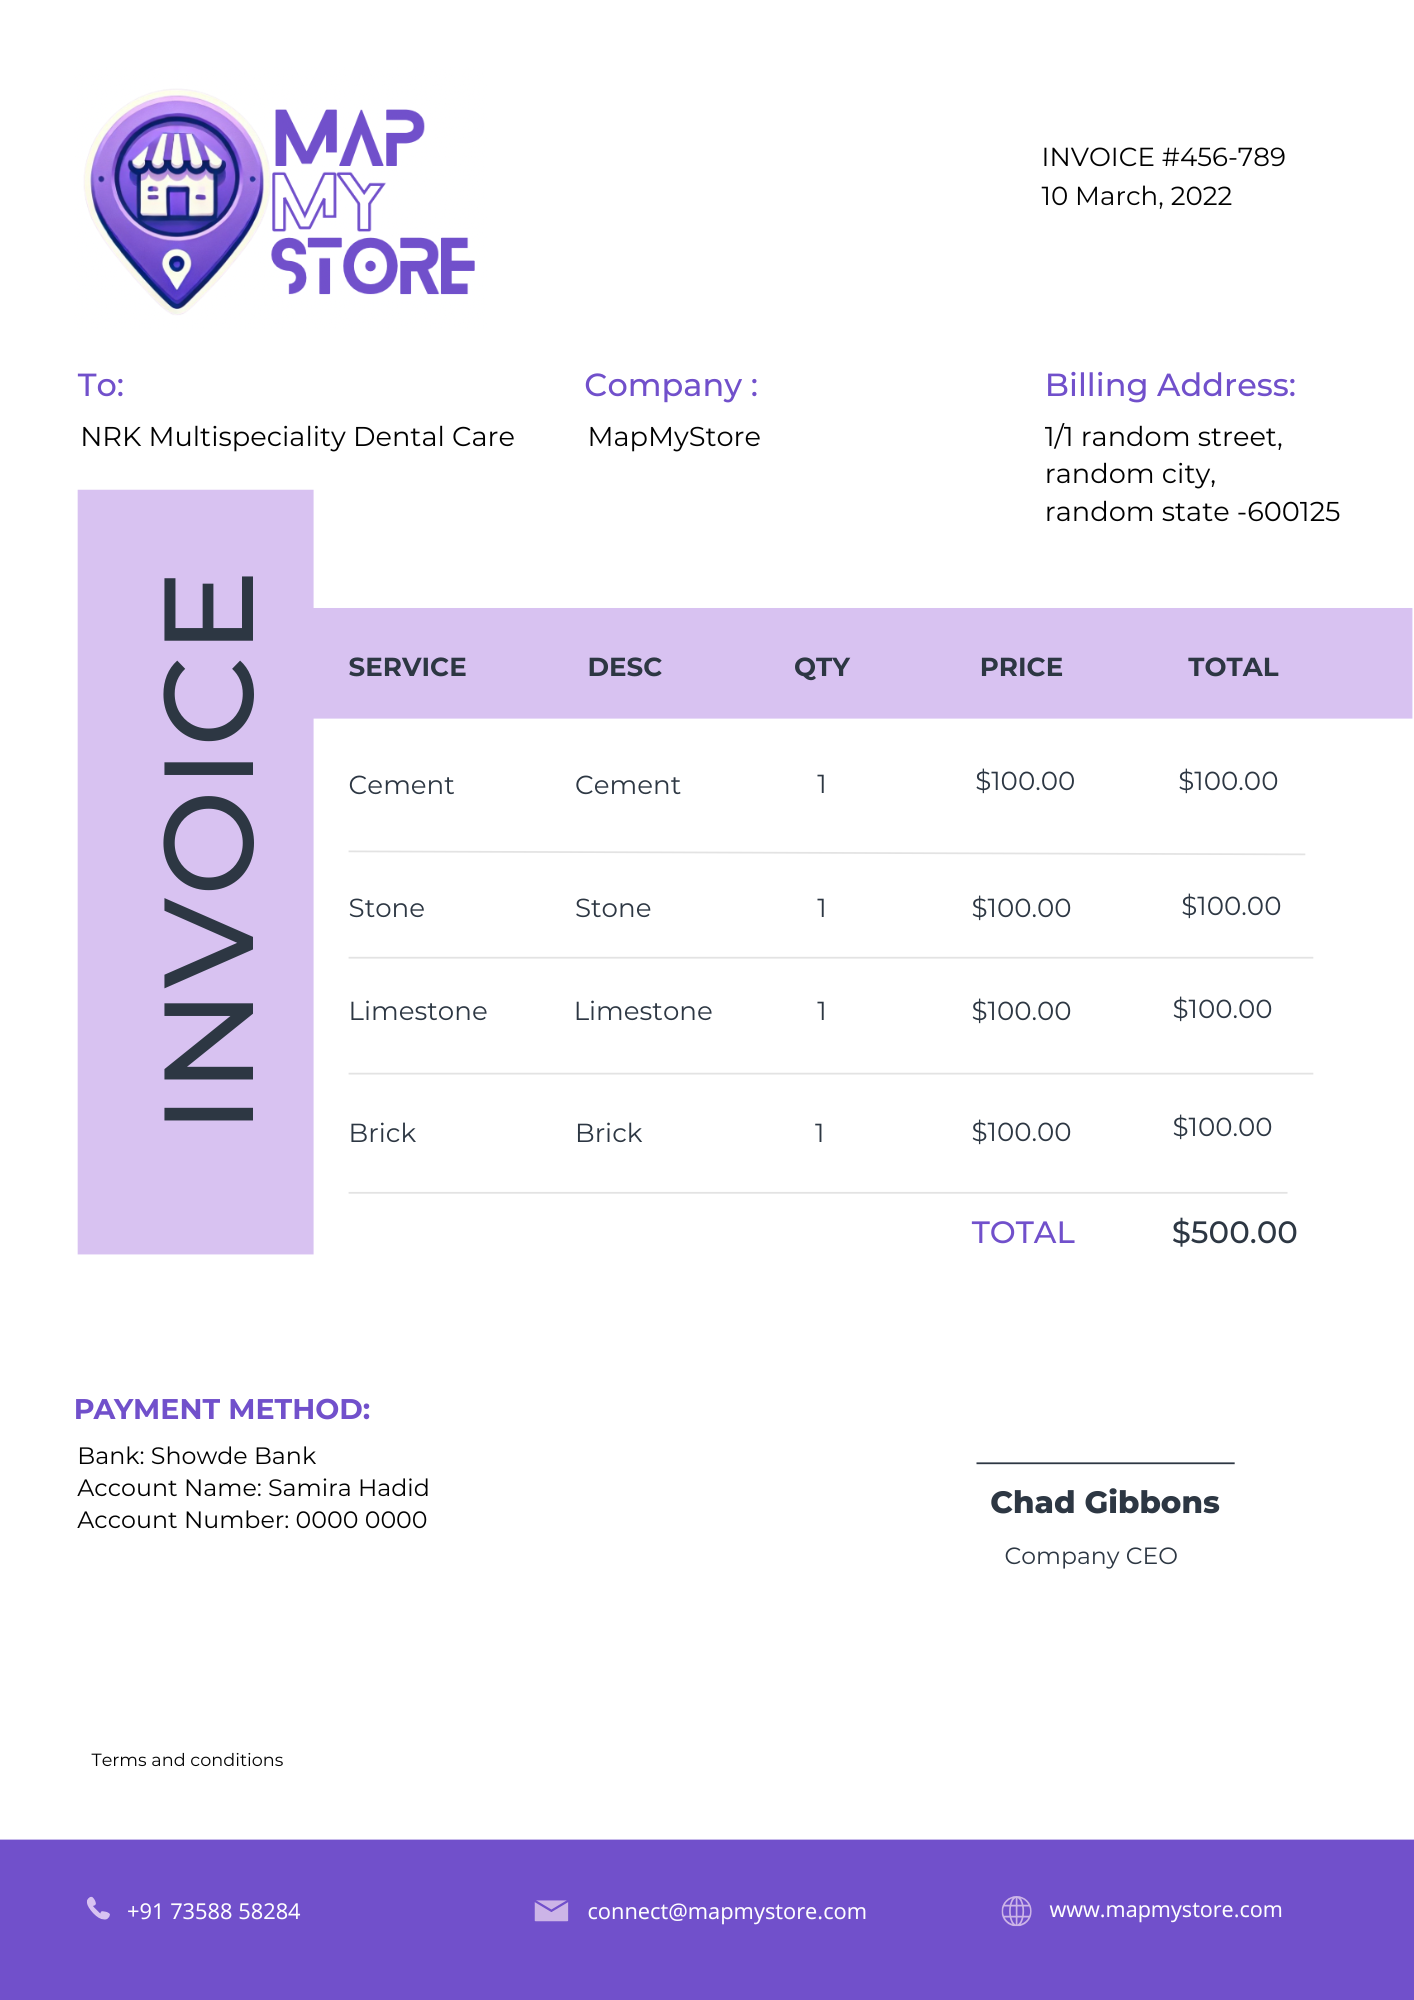 MAP
MY
STORE
INVOICE #456-789
10 March, 2022
To:
NRK Multispeciality Dental Care
Company :
MapMyStore
Billing Address:
1/1 random street,
random city,
random state -600125
INVOICE
SERVICE DESC QTY PRICE TOTAL
Cement Cement 1 $100.00 $100.00
Stone Stone 1 $100.00 $100.00
Limestone Limestone 1 $100.00 $100.00
Brick Brick 1 $100.00 $100.00
TOTAL $500.00
PAYMENT METHOD:
Bank: Showde Bank
Account Name: Samira Hadid
Account Number: 0000 0000
Chad Gibbons
Company CEO
Terms and conditions
+91 73588 58284 connect@mapmystore.com www.mapmystore.com